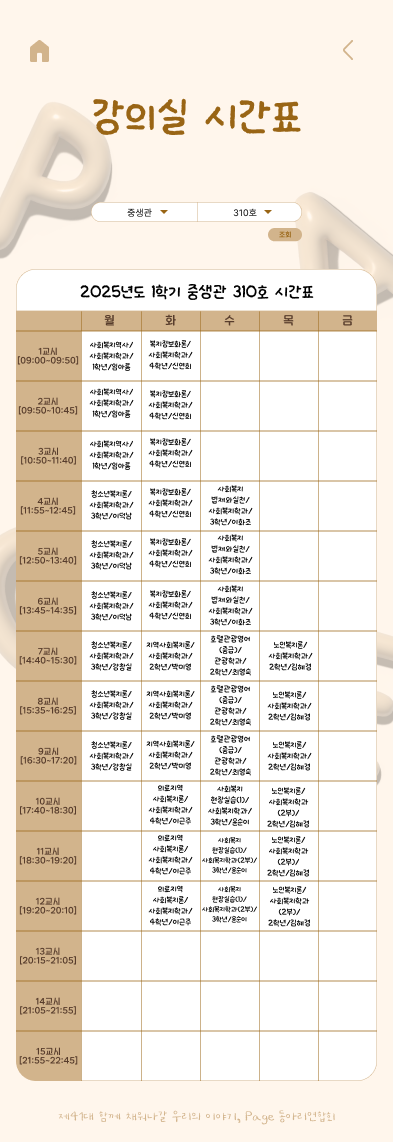 강의실 시간표
중생관 310호
조회
2025년도 1학기 중생관 310호 시간표
월 화 수 목 금
1교시
[09:00~09:50]
사회복지역사/
사회복지학과/
1학년/엄아롬
복지정보화론/
사회복지학과/
4학년/신연희
2교시
[09:50~10:45]
사회복지역사/
사회복지학과/
1학년/엄아롬
복지정보화론/
사회복지학과/
4학년/신연희
3교시
[10:50~11:40]
사회복지역사/
사회복지학과/
1학년/엄아롬
복지정보화론/
사회복지학과/
4학년/신연희
4교시
[11:55~12:45]
청소년복지론/
사회복지학과/
3학년/이덕남
복지정보화론/
사회복지학과/
4학년/신연희
사회복지
법제와실천/
사회복지학과/
3학년/이화조
5교시
[12:50~13:40]
청소년복지론/
사회복지학과/
3학년/이덕남
복지정보화론/
사회복지학과/
4학년/신연희
사회복지
법제와실천/
사회복지학과/
3학년/이화조
6교시
[13:45~14:35]
청소년복지론/
사회복지학과/
3학년/이덕남
복지정보화론/
사회복지학과/
4학년/신연희
사회복지
법제와실천/
사회복지학과/
3학년/이화조
7교시
[14:40~15:30]
청소년복지론/
사회복지학과/
3학년/강창실
지역사회복지론/
사회복지학과/
2학년/박미영
호텔관광영어
(중급)/
관광학과/
2학년/최영숙
노인복지론/
사회복지학과/
2학년/김혜경
8교시
[15:35~16:25]
청소년복지론/
사회복지학과/
3학년/강창실
지역사회복지론/
사회복지학과/
2학년/박미영
호텔관광영어
(중급)/
관광학과/
2학년/최영숙
노인복지론/
사회복지학과/
2학년/김혜경
9교시
[16:30~17:20]
청소년복지론/
사회복지학과/
3학년/강창실
지역사회복지론/
사회복지학과/
2학년/박미영
호텔관광영어
(중급)/
관광학과/
2학년/최영숙
노인복지론/
사회복지학과/
2학년/김혜경
10교시
[17:40~18:30]
의료지역
사회복지론/
사회복지학과/
4학년/이근주
사회복지
현장실습(1)/
사회복지학과/
3학년/윤순이
노인복지론/
사회복지학과
(2부)/
2학년/김혜경
11교시
[18:30~19:20]
의료지역
사회복지론/
사회복지학과/
4학년/이근주
사회복지
현장실습(1)/
사회복지학과(2부)/
3학년/윤순이
노인복지론/
사회복지학과
(2부)/
2학년/김혜경
12교시
[19:20~20:10]
의료지역
사회복지론/
사회복지학과/
4학년/이근주
사회복지
현장실습(1)/
사회복지학과(2부)/
3학년/윤순이
노인복지론/
사회복지학과
(2부)/
2학년/김혜경
13교시
[20:15~21:05]
14교시
[21:05~21:55]
15교시
[21:55~22:45]
제41대 함께 채워나갈 우리의 이야기, Page 동아리연합회